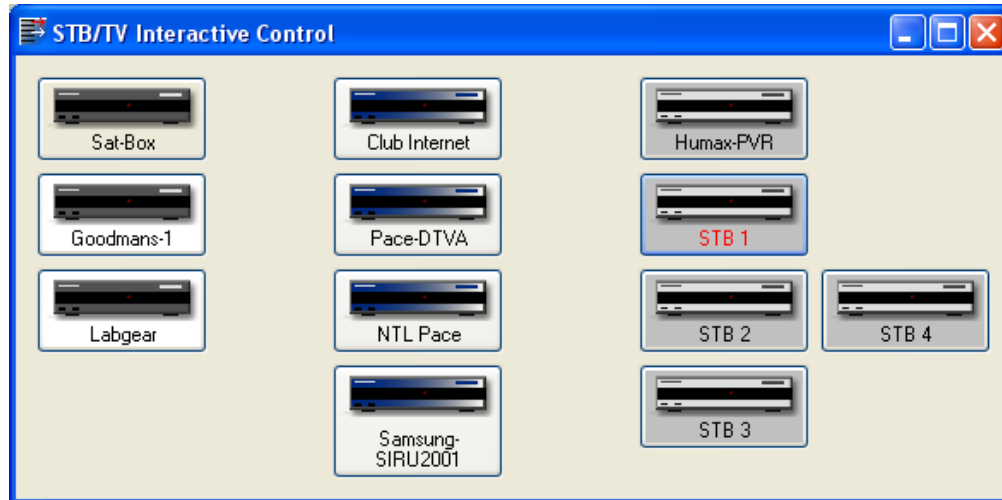 STB/TV Interactive Control
Sat-Box
Club Internet
Humax-PVR
Goodmans-1
Pace-DTVA
STB 1
Labgear
NTL Pace
STB 2
STB 4
Samsung-
SIRU2001
STB 3